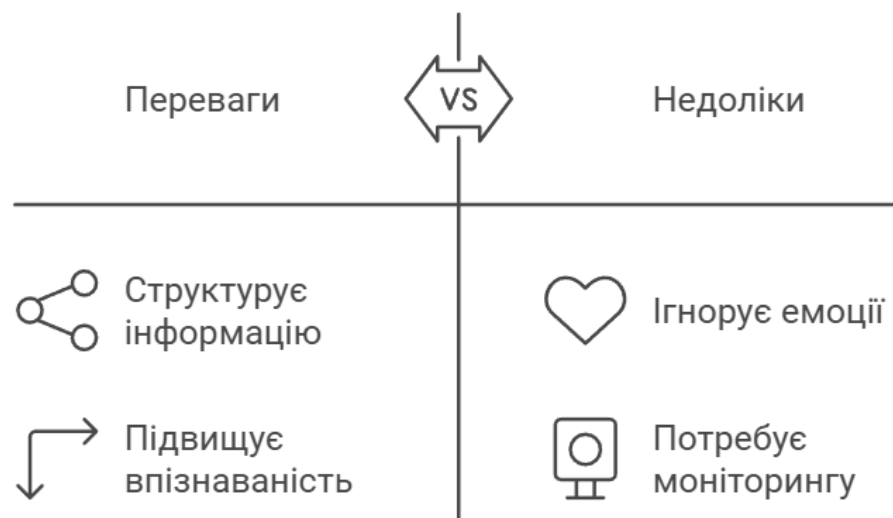 Переваги
VS
Недоліки
Структурує
інформацію
Ігнорує емоції
Підвищує
впізнаваність
Потребує
моніторингу